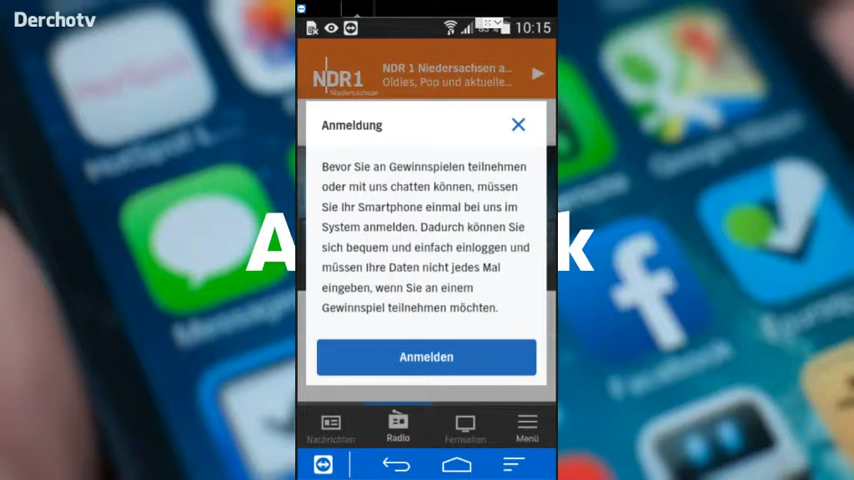 Derchotv
10:15
NDR1
Niedersachsen
NDR 1 Niedersachsen a...
Oldies, Pop und aktuelle...
Anmeldung
Bevor Sie an Gewinnspielen teilnehmen
oder mit uns chatten können, müssen
Sie Ihr Smartphone einmal bei uns im
System anmelden. Dadurch können Sie
sich bequem und einfach einloggen und
müssen Ihre Daten nicht jedes Mal
eingeben, wenn Sie an einem
Gewinnspiel teilnehmen möchten.
Anmelden
Nachrichten
Radio
Fernsehen
Menü
A
k
HotSpot
Messages
Google Maps
Facebook